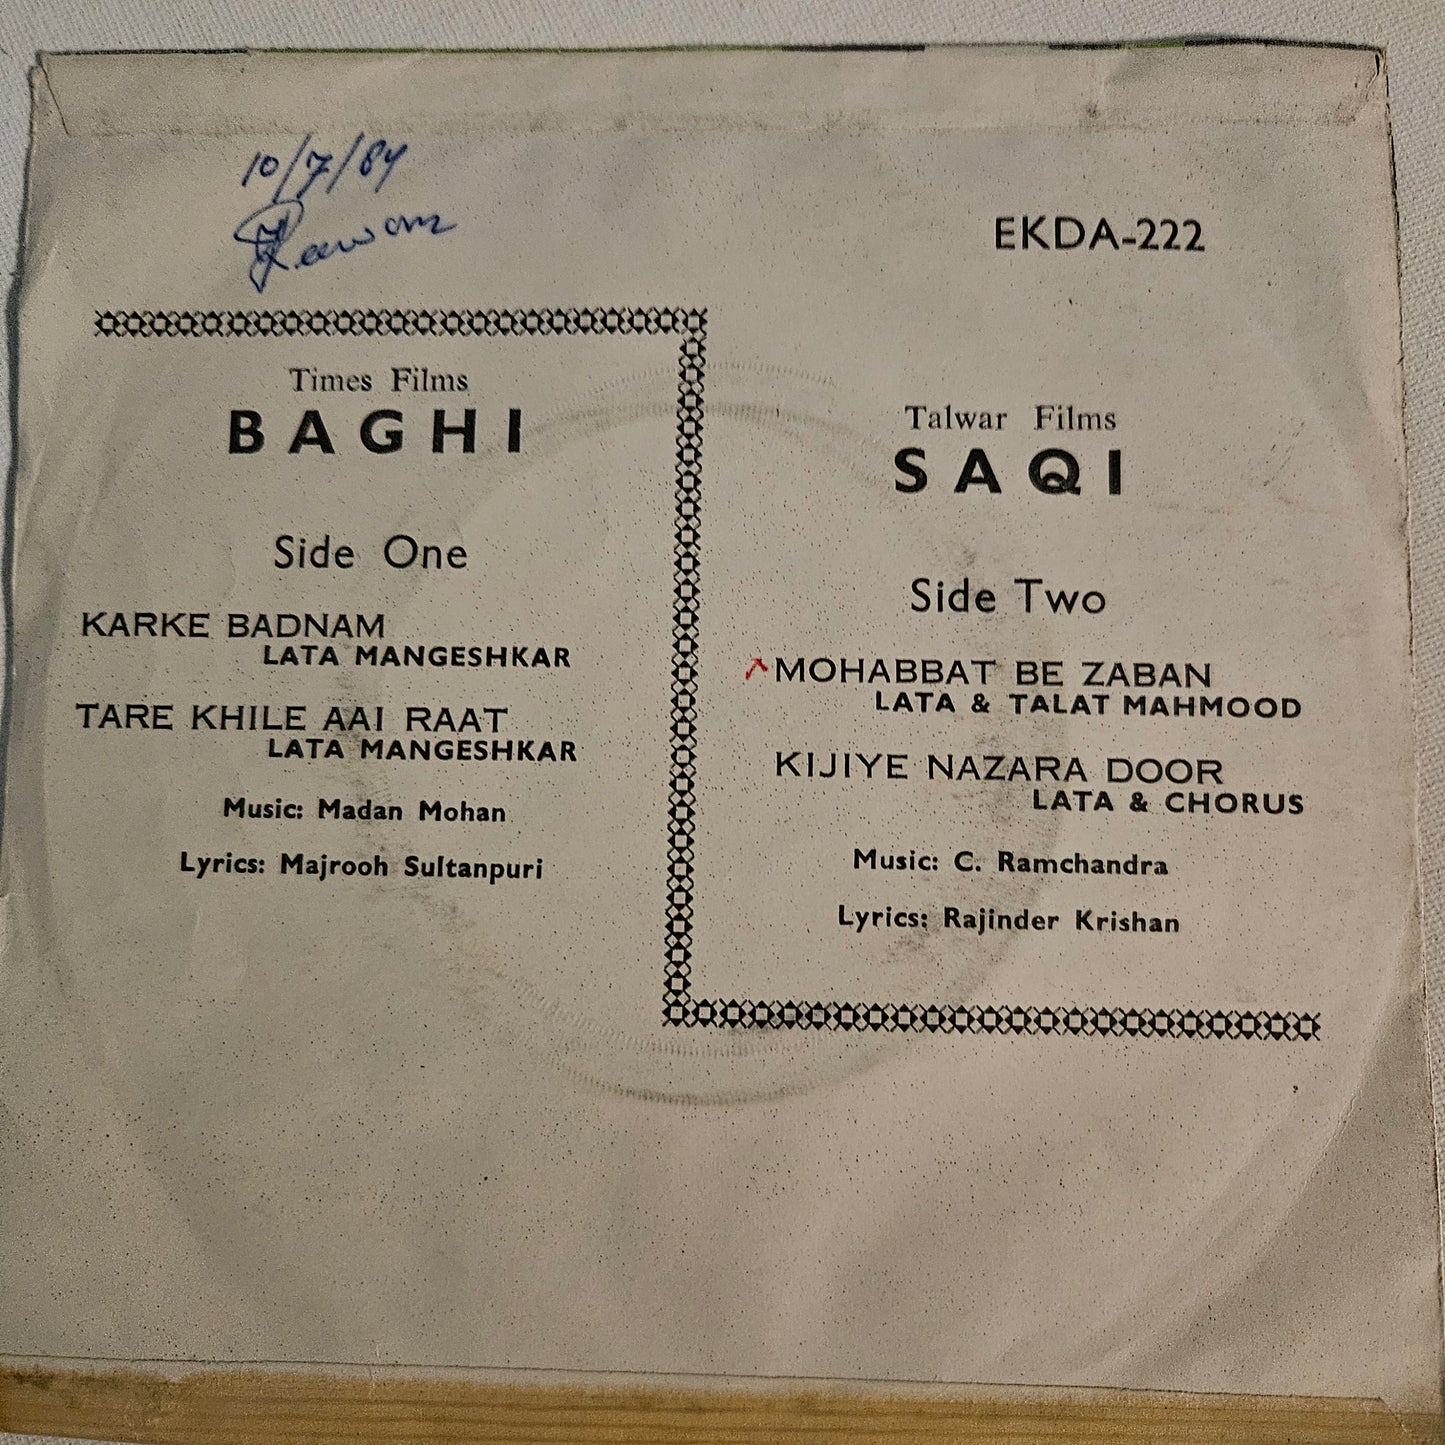 10/7/84
EKDA-222
Times Films
BAGHI
Side One
KARKE BADNAM
LATA MANGESHKAR
TARE KHILE AAI RAAT
LATA MANGESHKAR
Music: Madan Mohan
Lyrics: Majrooh Sultanpuri
Talwar Films
SAQI
Side Two
MOHABBAT BE ZABAN
LATA & TALAT MAHMOOD
KIJIYE NAZARA DOOR
LATA & CHORUS
Music: C. Ramchandra
Lyrics: Rajinder Krishan